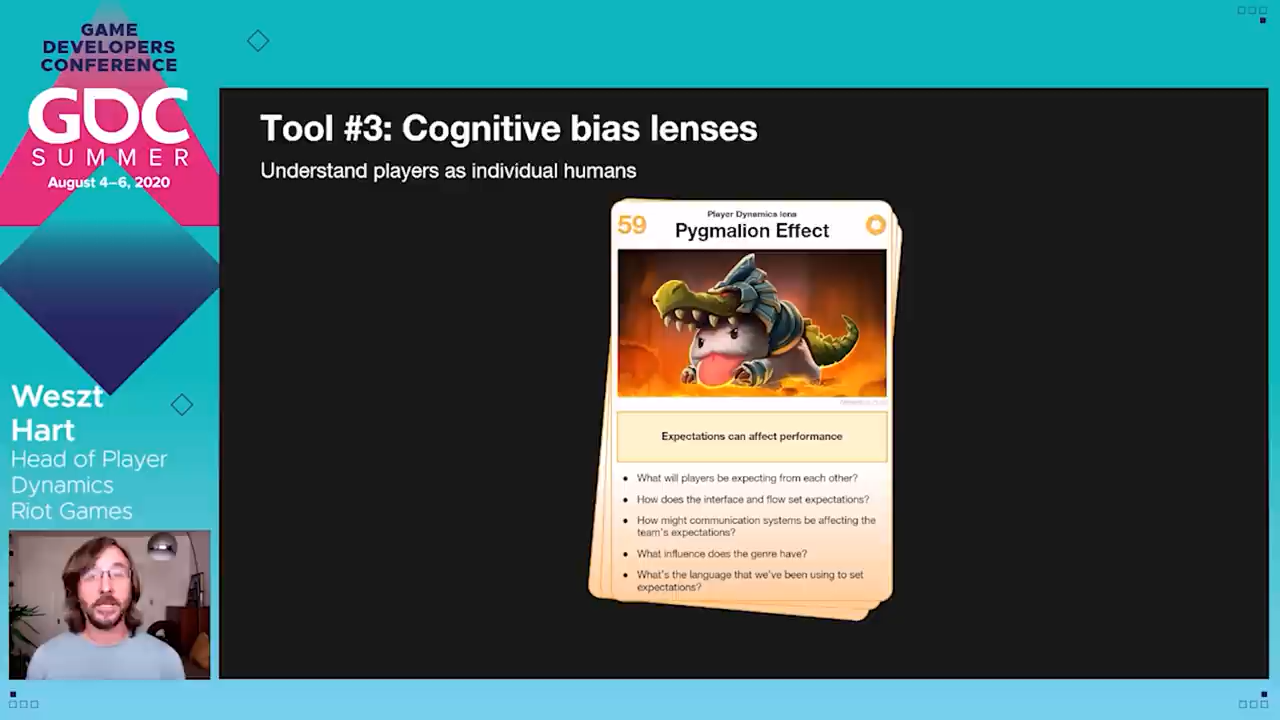 GAME
DEVELOPERS
CONFERENCE
GDC
SUMMER
August 4–6, 2020
Weszt
Hart
Head of Player
Dynamics
Riot Games
Tool #3: Cognitive bias lenses
Understand players as individual humans
59
Player Dynamics lens
Pygmalion Effect
Expectations can affect performance
• What will players be expecting from each other?
• How does the interface and flow set expectations?
• How might communication systems be affecting the
team's expectations?
• What influence does the genre have?
• What's the language that we've been using to set
expectations?